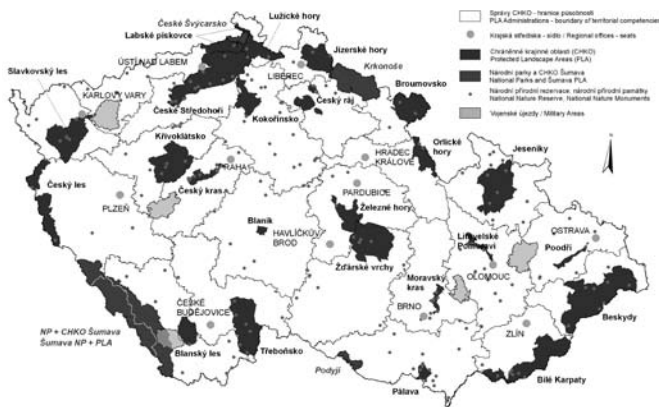 Správy CHKO - hranice působnosti
PLA Administrations - boundary of territorial competencies
Krajská střediska - sídlo / Regional offices - seats
Chráněné krajinné oblasti (CHKO)
Protected Landscape Areas (PLA)
Národní parky a CHKO Šumava
National Parks and Šumava PLA
Národní přírodní rezervace, národní přírodní památky
National Nature Reserve, National Nature Monuments
Vojenské újezdy / Military Areas
České Švýcarsko
Lužické hory
Labské pískovce
Jizerské hory
ÚSTÍ NAD LABEM
LIBEREC
Krkonoše
Slavkovský les
KARLOVY VARY
České Středohoří
Kokořínsko
Český ráj
Broumovsko
Křivoklátsko
PRAHA
HRADEC
KRÁLOVÉ
Orlické
hory
Jeseníky
Český les
PLZEŇ
Český kras
PARDUBICE
Železné hory
Blaník
HAVLÍČKŮV
BROD
Žďárské vrchy
Litovelské
Pomoraví
OSTRAVA
Poodří
OLOMOUC
Moravský
kras
BRNO
Beskydy
ZLÍN
ČESKÉ
BUDĚJOVICE
NP + CHKO Šumava
Šumava NP + PLA
Blanský les
Třeboňsko
Podyjí
Pálava
Bílé Karpaty